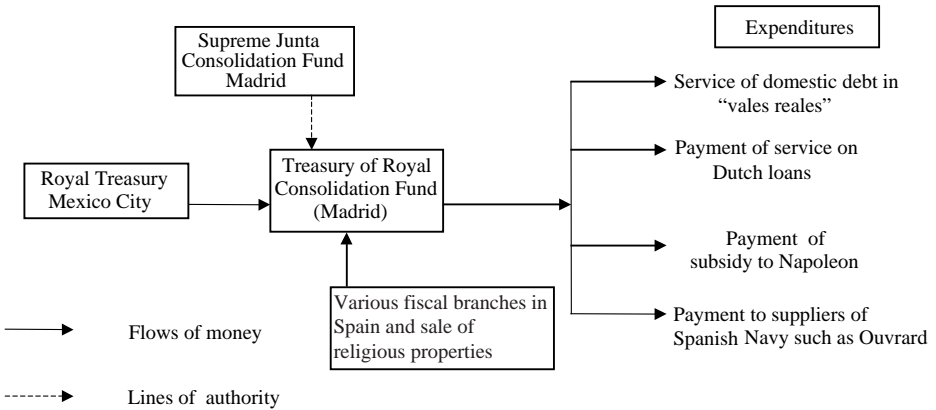 Expenditures
Supreme Junta
Consolidation Fund
Madrid
Service of domestic debt in
“vales reales”
Treasury of Royal
Consolidation Fund
(Madrid)
Payment of service on
Dutch loans
Royal Treasury
Mexico City
Payment of
subsidy to Napoleon
Various fiscal branches in
Spain and sale of
religious properties
Payment to suppliers of
Spanish Navy such as Ouvrard
Flows of money
Lines of authority